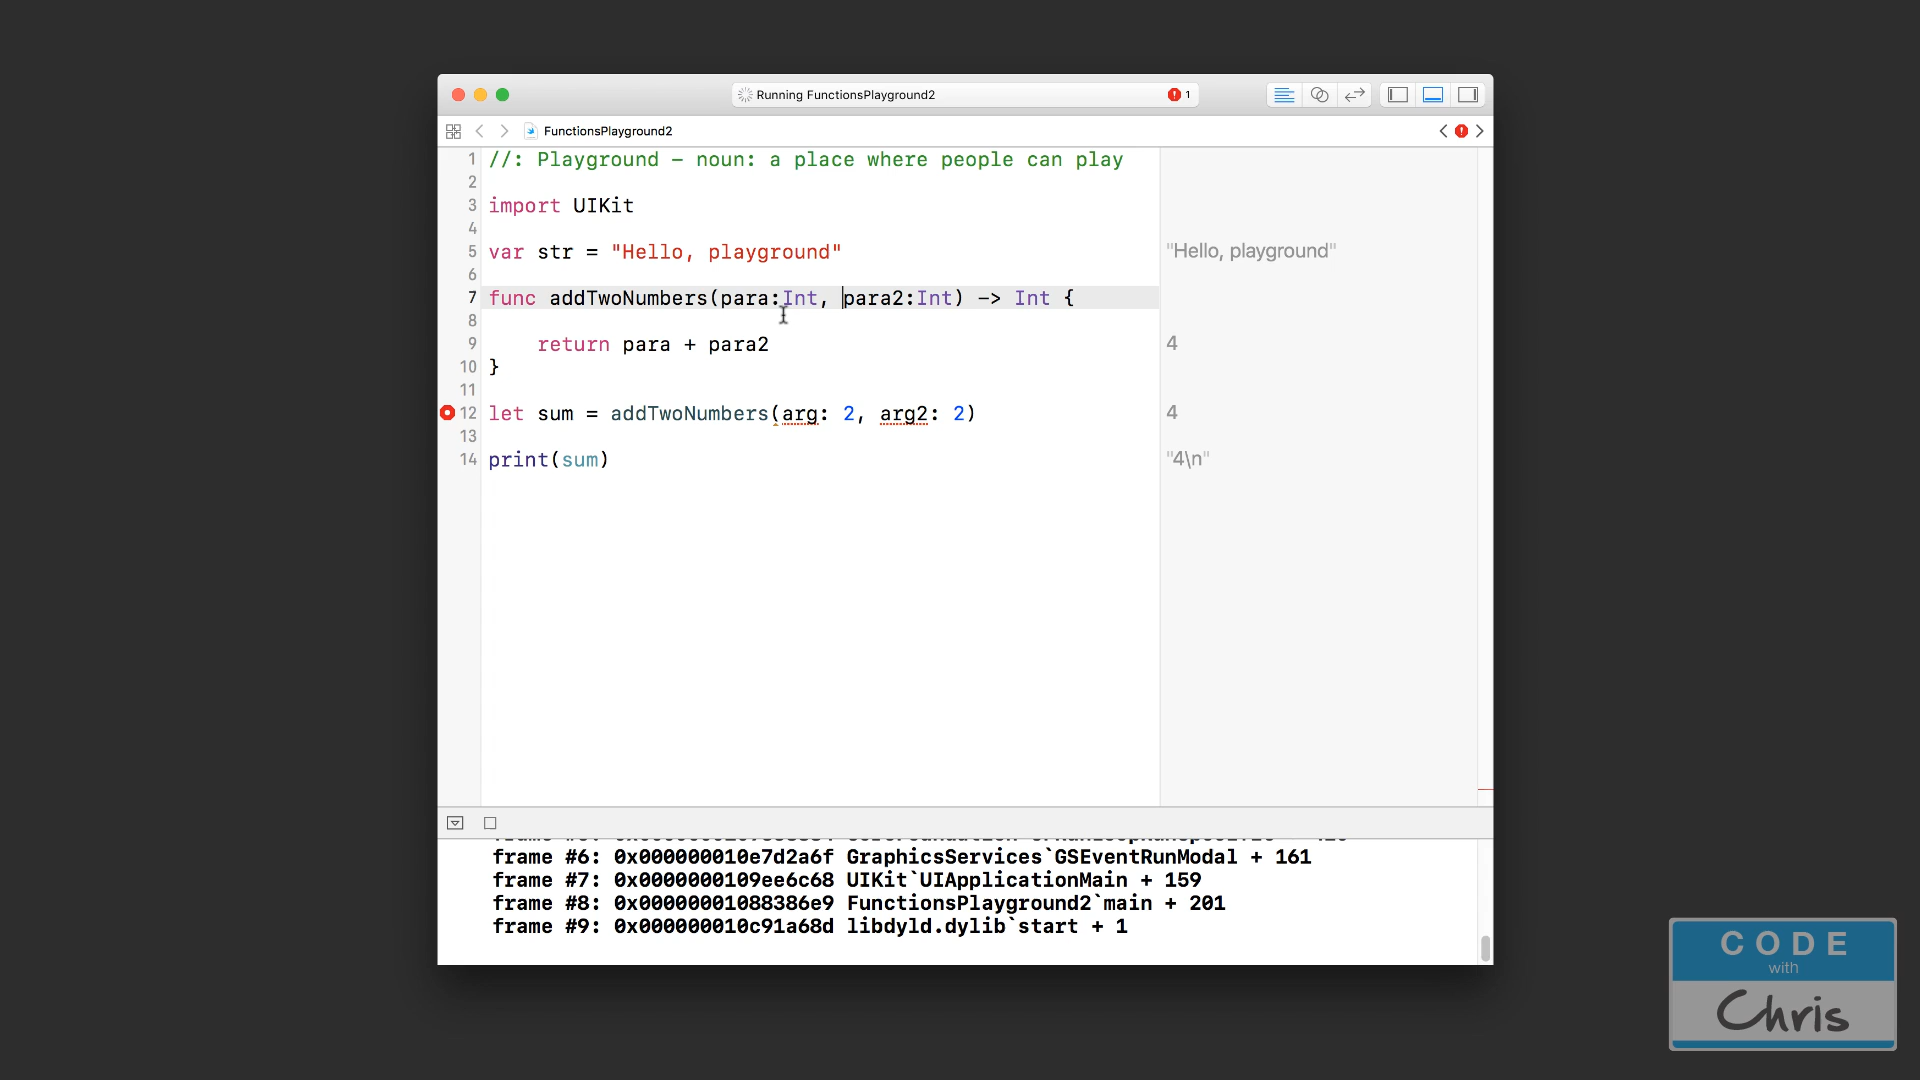 Running FunctionsPlayground2
1
FunctionsPlayground2
1 //: Playground – noun: a place where people can play
2
3 import UIKit
4
5 var str = "Hello, playground"
"Hello, playground"
6
7 func addTwoNumbers(para:Int, para2:Int) -> Int {
8
9 return para + para2
4
10 }
11
12 let sum = addTwoNumbers(arg: 2, arg2: 2)
4
13
14 print(sum)
"4\n"
frame #6: 0x000000010e7d2a6f GraphicsServices`GSEventRunModal + 161
frame #7: 0x0000000109ee6c68 UIKit`UIApplicationMain + 159
frame #8: 0x00000001088386e9 FunctionsPlayground2`main + 201
frame #9: 0x000000010c91a68d libdyld.dylib`start + 1
CODE
with
Chris